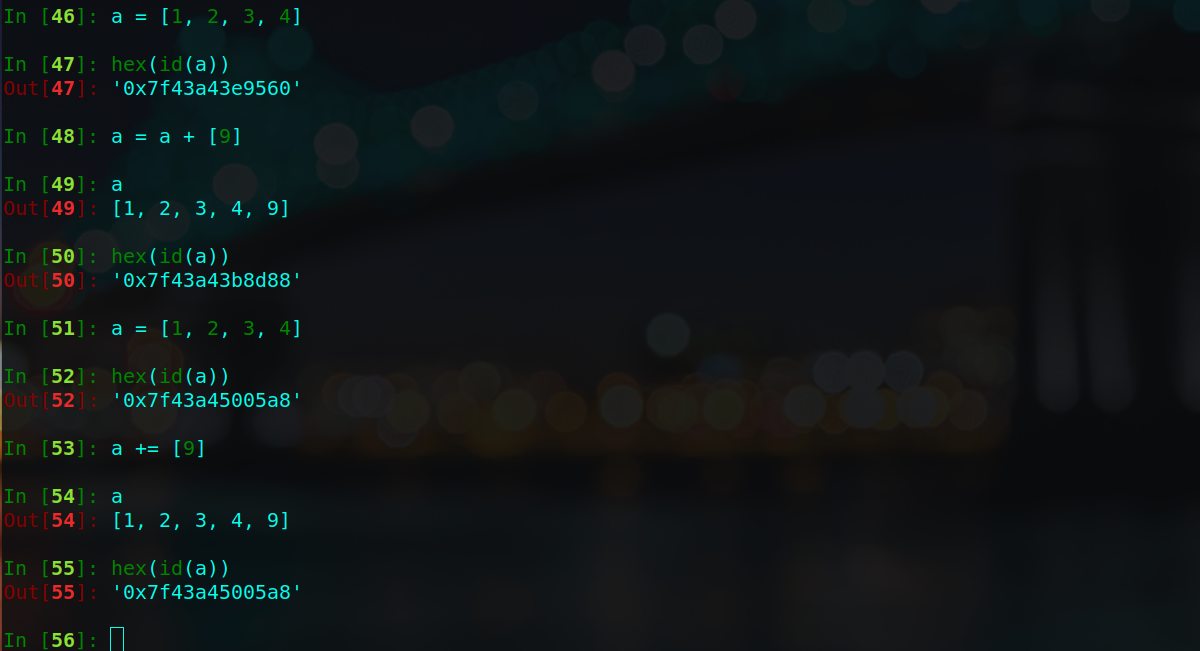 In [46]: a = [1, 2, 3, 4]
In [47]: hex(id(a))
Out[47]: '0x7f43a43e9560'
In [48]: a = a + [9]
In [49]: a
Out[49]: [1, 2, 3, 4, 9]
In [50]: hex(id(a))
Out[50]: '0x7f43a43b8d88'
In [51]: a = [1, 2, 3, 4]
In [52]: hex(id(a))
Out[52]: '0x7f43a45005a8'
In [53]: a += [9]
In [54]: a
Out[54]: [1, 2, 3, 4, 9]
In [55]: hex(id(a))
Out[55]: '0x7f43a45005a8'
In [56]: